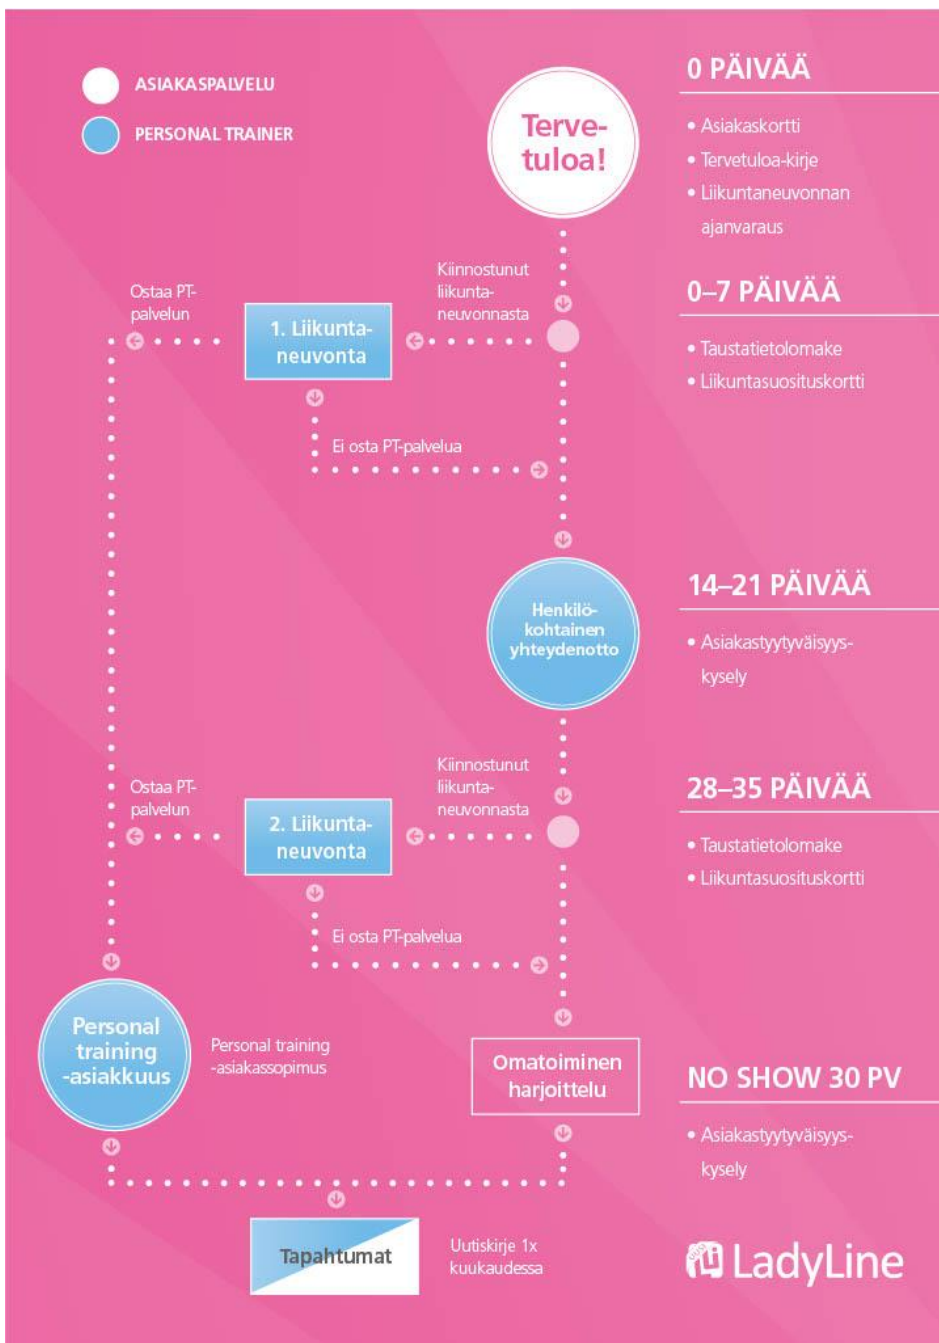 ASIAKASPALVELU
PERSONAL TRAINER
Terve-
tuloa!
0 PÄIVÄÄ
• Asiakaskortti
• Tervetuloa-kirje
• Liikuntaneuvonnan
ajanvaraus
Kiinnostunut
liikunta-
neuvonnasta
Ostaa PT-
palvelun
1. Liikunta-
neuvonta
0–7 PÄIVÄÄ
• Taustatietolomake
• Liikuntasuosituskortti
Ei osta PT-palvelua
Henkilö-
kohtainen
yhteydenotto
14–21 PÄIVÄÄ
• Asiakastyytyväisyys-
kysely
Kiinnostunut
liikunta-
neuvonnasta
Ostaa PT-
palvelun
2. Liikunta-
neuvonta
28–35 PÄIVÄÄ
• Taustatietolomake
• Liikuntasuosituskortti
Ei osta PT-palvelua
Personal
training
-asiakkuus
Personal training
-asiakassopimus
Omatoiminen
harjoittelu
NO SHOW 30 PV
• Asiakastyytyväisyys-
kysely
Tapahtumat
Uutiskirje 1x
kuukaudessa
LadyLine